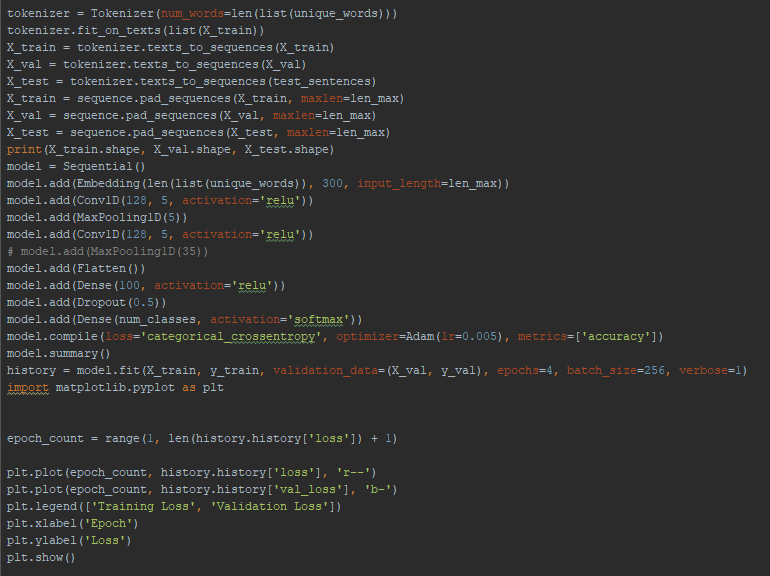 tokenizer = Tokenizer(num_words=len(list(unique_words)))
tokenizer.fit_on_texts(list(X_train))
X_train = tokenizer.texts_to_sequences(X_train)
X_val = tokenizer.texts_to_sequences(X_val)
X_test = tokenizer.texts_to_sequences(test_sentences)
X_train = sequence.pad_sequences(X_train, maxlen=len_max)
X_val = sequence.pad_sequences(X_val, maxlen=len_max)
X_test = sequence.pad_sequences(X_test, maxlen=len_max)
print(X_train.shape, X_val.shape, X_test.shape)
model = Sequential()
model.add(Embedding(len(list(unique_words)), 300, input_length=len_max))
model.add(Conv1D(128, 5, activation='relu'))
model.add(MaxPooling1D(5))
model.add(Conv1D(128, 5, activation='relu'))
# model.add(MaxPooling1D(35))
model.add(Flatten())
model.add(Dense(100, activation='relu'))
model.add(Dropout(0.5))
model.add(Dense(num_classes, activation='softmax'))
model.compile(loss='categorical_crossentropy', optimizer=Adam(lr=0.005), metrics=['accuracy'])
model.summary()
history = model.fit(X_train, y_train, validation_data=(X_val, y_val), epochs=4, batch_size=256, verbose=1)
import matplotlib.pyplot as plt
epoch_count = range(1, len(history.history['loss']) + 1)
plt.plot(epoch_count, history.history['loss'], 'r--')
plt.plot(epoch_count, history.history['val_loss'], 'b-')
plt.legend(['Training Loss', 'Validation Loss'])
plt.xlabel('Epoch')
plt.ylabel('Loss')
plt.show()